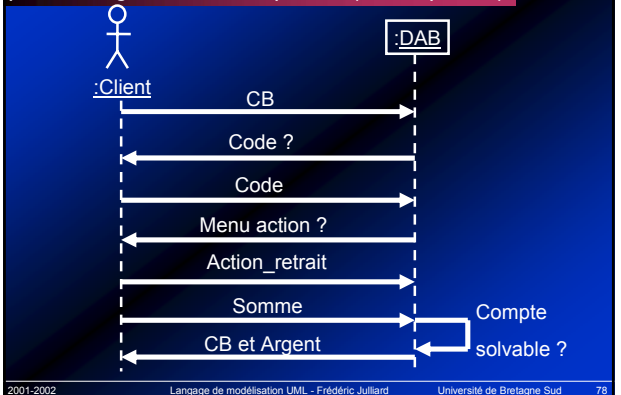 :DAB
:Client
CB
Code ?
Code
Menu action ?
Action_retrait
Somme
Compte
CB et Argent
solvable ?
2001-2002 Langage de modélisation UML - Frédéric Julliard Université de Bretagne Sud 78